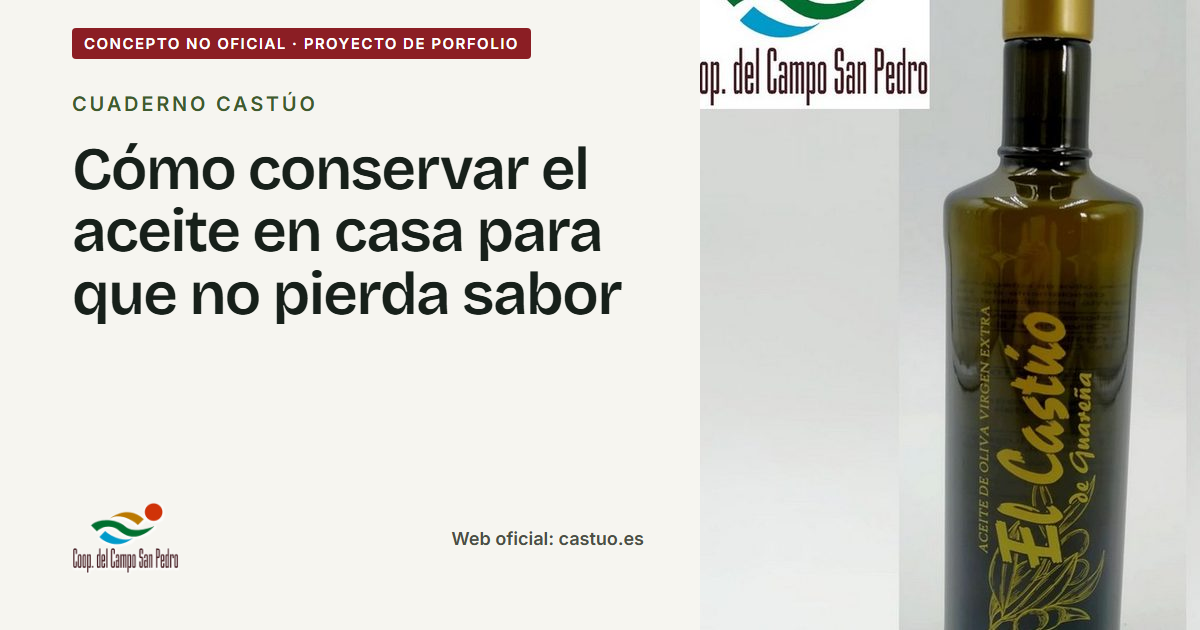 CONCEPTO NO OFICIAL · PROYECTO DE PORFOLIO
CUADERNO CASTÚO
Cómo conservar el
aceite en casa para
que no pierda sabor
Coop. del Campo San Pedro
Web oficial: castuo.es
op. del Campo San Pedro
ACEITE DE OLIVA VIRGEN EXTRA
El Castúo
de Guareña